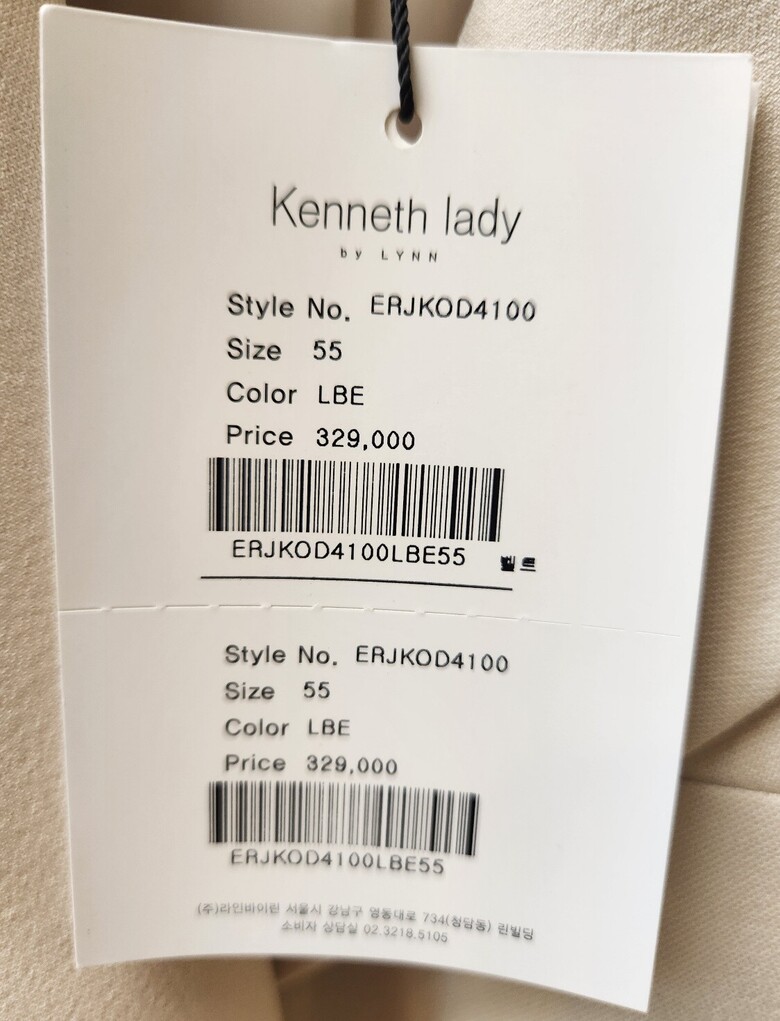 Kenneth lady
by LYNN
Style No. ERJKOD4100
Size 55
Color LBE
Price 329,000
ERJKOD4100LBE55 벨트
Style No. ERJKOD4100
Size 55
Color LBE
Price 329,000
ERJKOD4100LBE55
(주)라인바이린 서울시 강남구 영동대로 734(청담동) 린빌딩
소비자 상담실 02.3218.5105